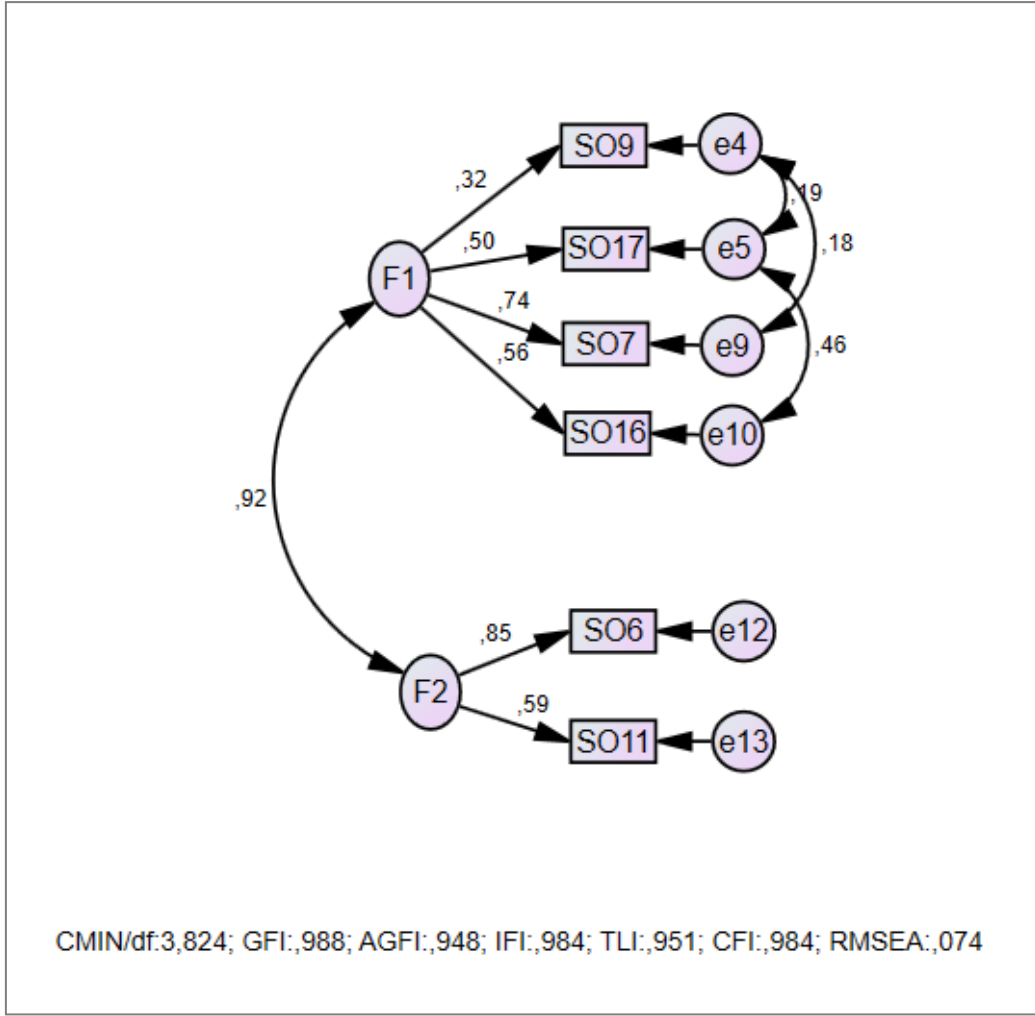 SO9
e4
,32
,19
,50
SO17
e5
,18
F1
,74
SO7
e9
,56
,46
SO16
e10
,92
,85
SO6
e12
F2
,59
SO11
e13
CMIN/df:3,824; GFI:,988; AGFI:,948; IFI:,984; TLI:,951; CFI:,984; RMSEA:,074